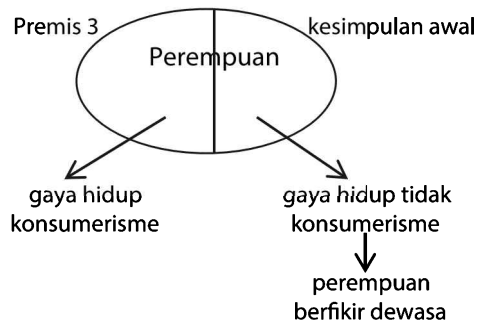 Premis 3
kesimpulan awal
Perempuan
gaya hidup
konsumerisme
gaya hidup tidak
konsumerisme
perempuan
berfikir dewasa